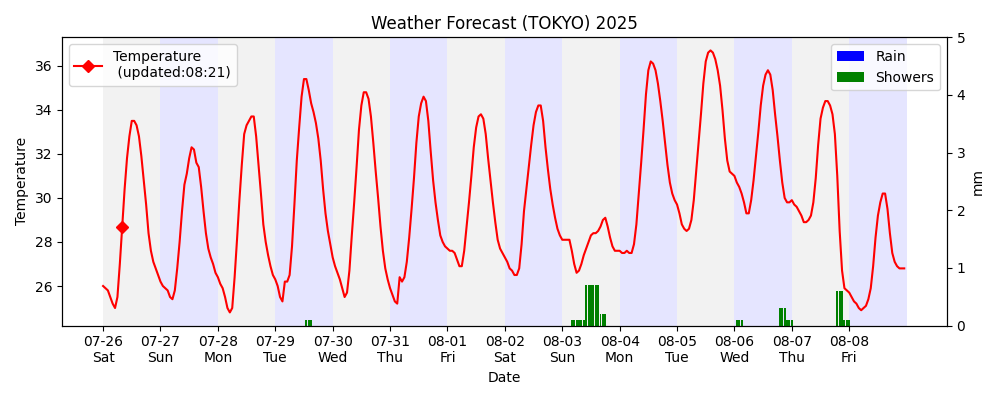 Weather Forecast (TOKYO) 2025
Temperature
(updated:08:21)
Rain
Showers
Temperature
36
34
32
30
28
26
mm
5
4
3
2
1
0
07-26 07-27 07-28 07-29 07-30 07-31 08-01 08-02 08-03 08-04 08-05 08-06 08-07 08-08
Sat Sun Mon Tue Wed Thu Fri Sat Sun Mon Tue Wed Thu Fri
Date